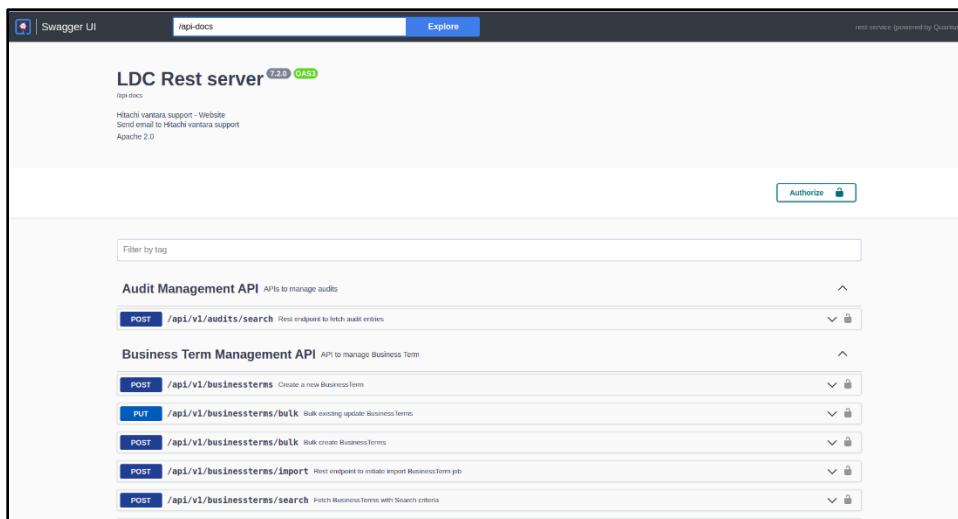 Swagger UI
/api-docs
Explore
rest service (powered by Quarkus
LDC Rest server 7.2.0 OAS3
/api-docs
Hitachi vantara support - Website
Send email to Hitachi vantara support
Apache 2.0
Authorize
Filter by tag
Audit Management API APIs to manage audits
POST /api/v1/audits/search Rest endpoint to fetch audit entries
Business Term Management API API to manage Business Term
POST /api/v1/businessterms Create a new BusinessTerm
PUT /api/v1/businessterms/bulk Bulk existing update BusinessTerms
POST /api/v1/businessterms/bulk Bulk create BusinessTerms
POST /api/v1/businessterms/import Rest endpoint to initiate import BusinessTerm job
POST /api/v1/businessterms/search Fetch BusinessTerms with Search criteria